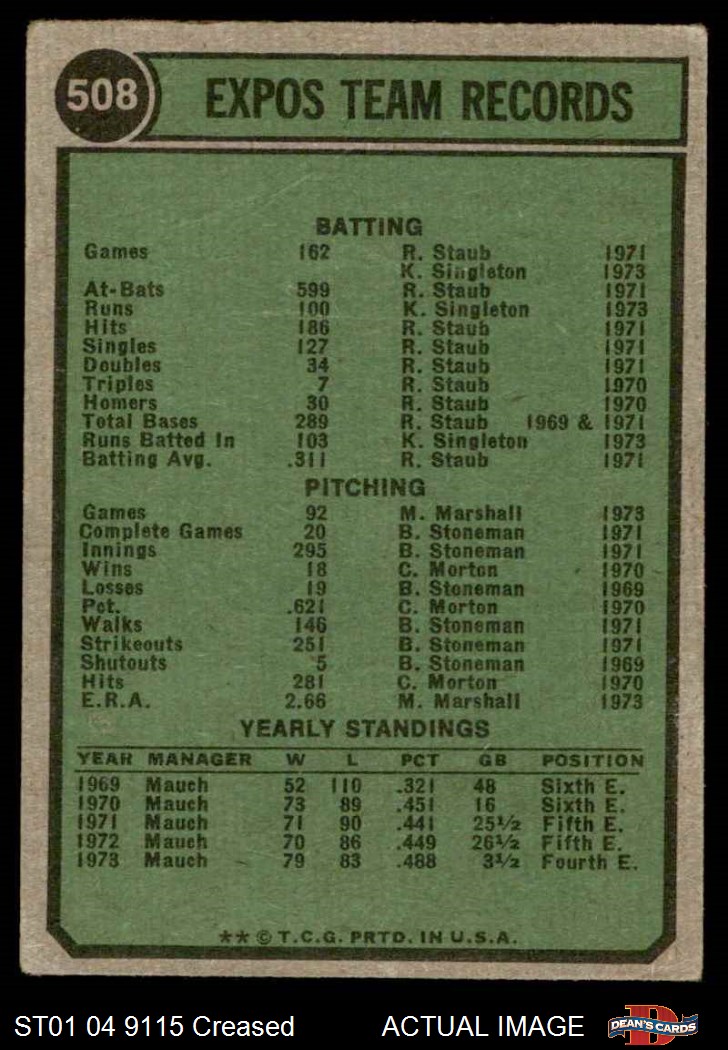 508 EXPOS TEAM RECORDS
BATTING
Games 162 R. Staub 1971
K. Singleton 1973
At-Bats 599 R. Staub 1971
Runs 100 K. Singleton 1973
Hits 186 R. Staub 1971
Singles 127 R. Staub 1971
Doubles 34 R. Staub 1971
Triples 7 R. Staub 1970
Homers 30 R. Staub 1970
Total Bases 289 R. Staub 1969 & 1971
Runs Batted In 103 K. Singleton 1973
Batting Avg. .311 R. Staub 1971
PITCHING
Games 92 M. Marshall 1973
Complete Games 20 B. Stoneman 1971
Innings 295 B. Stoneman 1971
Wins 18 C. Morton 1970
Losses 19 B. Stoneman 1969
Pct. .621 C. Morton 1970
Walks 146 B. Stoneman 1971
Strikeouts 251 B. Stoneman 1971
Shutouts 5 B. Stoneman 1969
Hits 281 C. Morton 1970
E.R.A. 2.66 M. Marshall 1973
YEARLY STANDINGS
YEAR MANAGER W L PCT GB POSITION
1969 Mauch 52 110 .321 48 Sixth E.
1970 Mauch 73 89 .451 16 Sixth E.
1971 Mauch 71 90 .441 25½ Fifth E.
1972 Mauch 70 86 .449 26½ Fifth E.
1973 Mauch 79 83 .488 3½ Fourth E.
** © T.C.G. PRTD. IN U.S.A.
ST01 04 9115 Creased ACTUAL IMAGE D DEAN'S CARDS